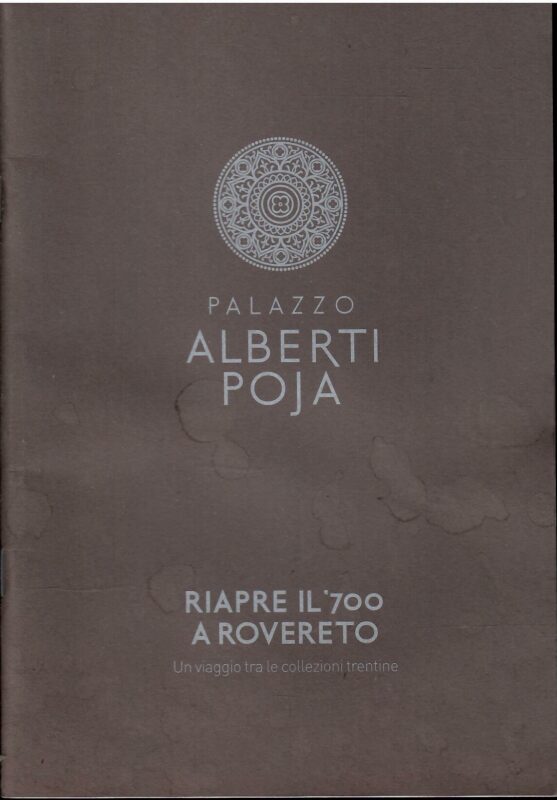 PALAZZO
ALBERTI
POJA
RIAPRE IL '700
A ROVERETO
Un viaggio tra le collezioni trentine